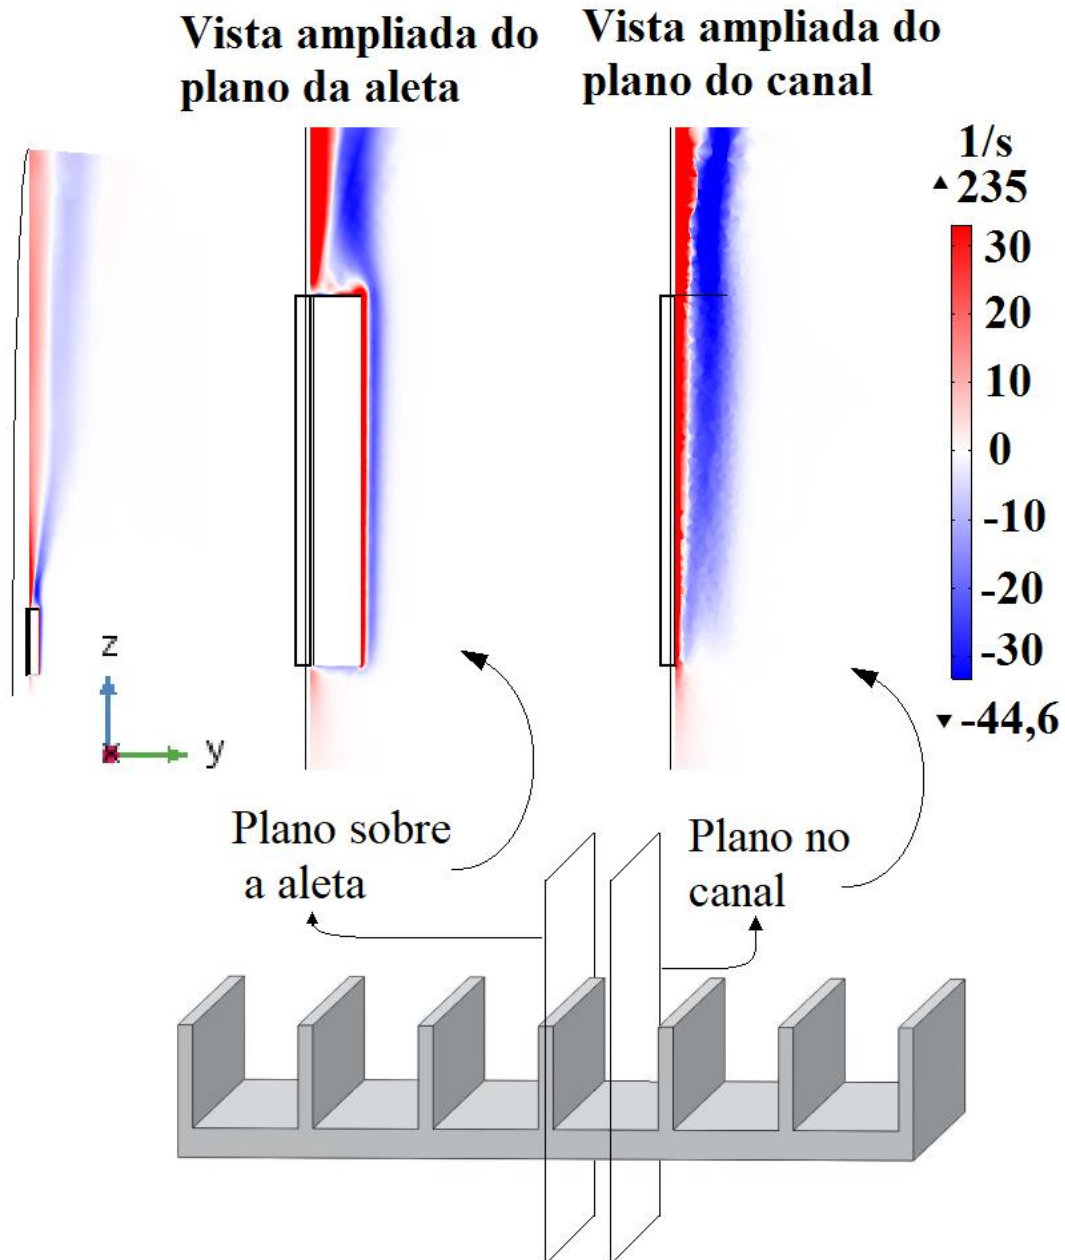 Vista ampliada do
plano da aleta
Vista ampliada do
plano do canal
1/s
▲ 235
30
20
10
0
-10
-20
-30
▼ -44,6
z
y
x
Plano sobre
a aleta
Plano no
canal